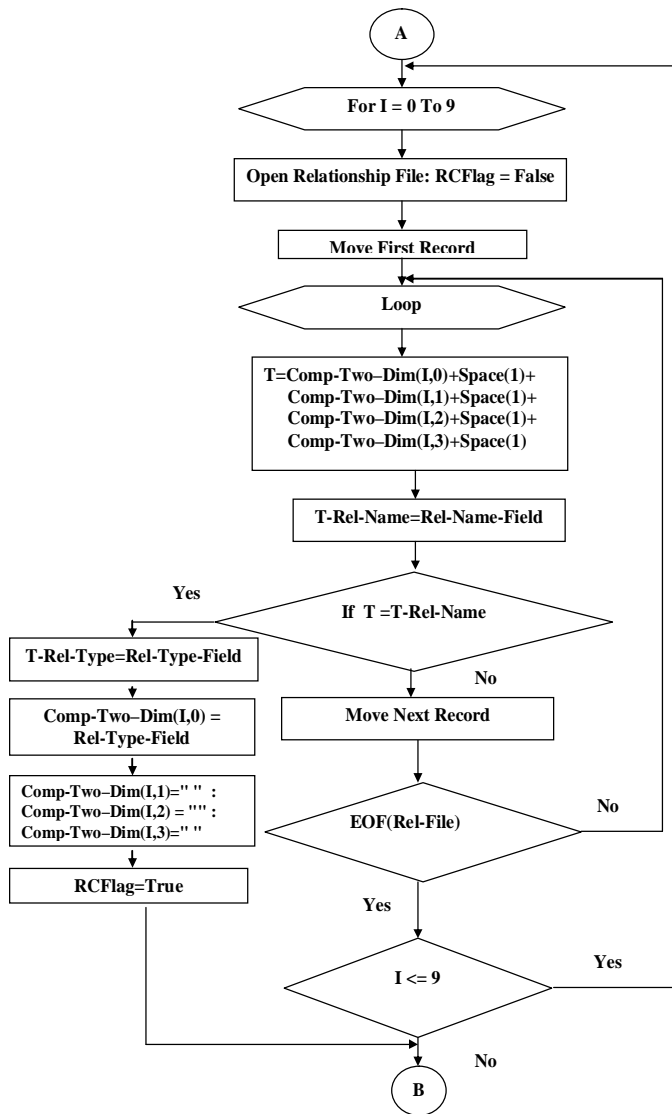 A
For I = 0 To 9
Open Relationship File: RCFlag = False
Move First Record
Loop
T=Comp-Two–Dim(I,0)+Space(1)+
Comp-Two–Dim(I,1)+Space(1)+
Comp-Two–Dim(I,2)+Space(1)+
Comp-Two–Dim(I,3)+Space(1)
T-Rel-Name=Rel-Name-Field
If T =T-Rel-Name
Yes
T-Rel-Type=Rel-Type-Field
Comp-Two–Dim(I,0) =
Rel-Type-Field
Comp-Two–Dim(I,1)=" " :
Comp-Two–Dim(I,2) = "" :
Comp-Two–Dim(I,3)=" "
RCFlag=True
No
Move Next Record
EOF(Rel-File)
No
Yes
I <= 9
Yes
No
B